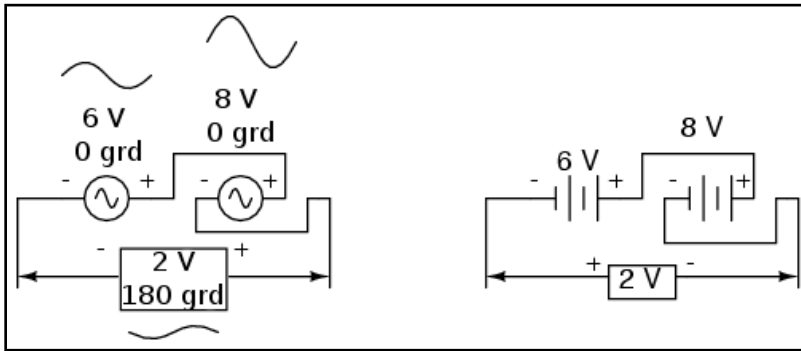 6 V
0 grd
8 V
0 grd
- + - +
- +
2 V
180 grd
8 V
6 V
- + - +
+ -
2 V